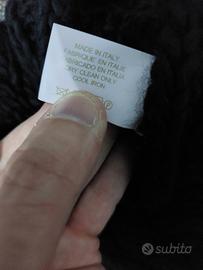 MADE IN ITALY
FABRIQUE' EN ITALIE
FABRICADO EN ITALIA
DRY CLEAN ONLY
COOL IRON
subito